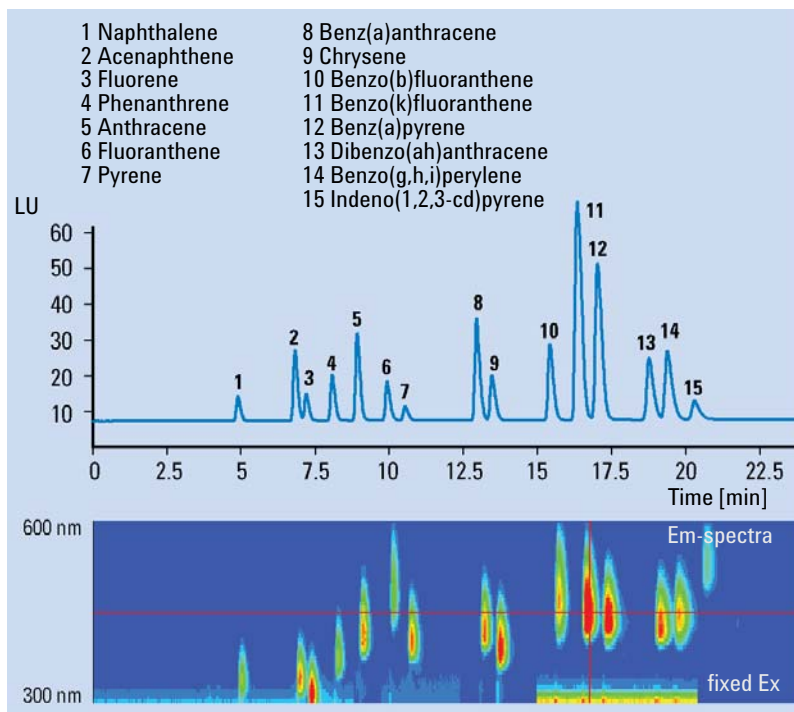 1 Naphthalene
2 Acenaphthene
3 Fluorene
4 Phenanthrene
5 Anthracene
6 Fluoranthene
7 Pyrene
8 Benz(a)anthracene
9 Chrysene
10 Benzo(b)fluoranthene
11 Benzo(k)fluoranthene
12 Benz(a)pyrene
13 Dibenzo(ah)anthracene
14 Benzo(g,h,i)perylene
15 Indeno(1,2,3-cd)pyrene
LU
60
50
40
30
20
10
1
2
3
4
5
6
7
8
9
10
11
12
13
14
15
0 2.5 5 7.5 10 12.5 15 17.5 20 22.5
Time [min]
600 nm
Em-spectra
300 nm
fixed Ex